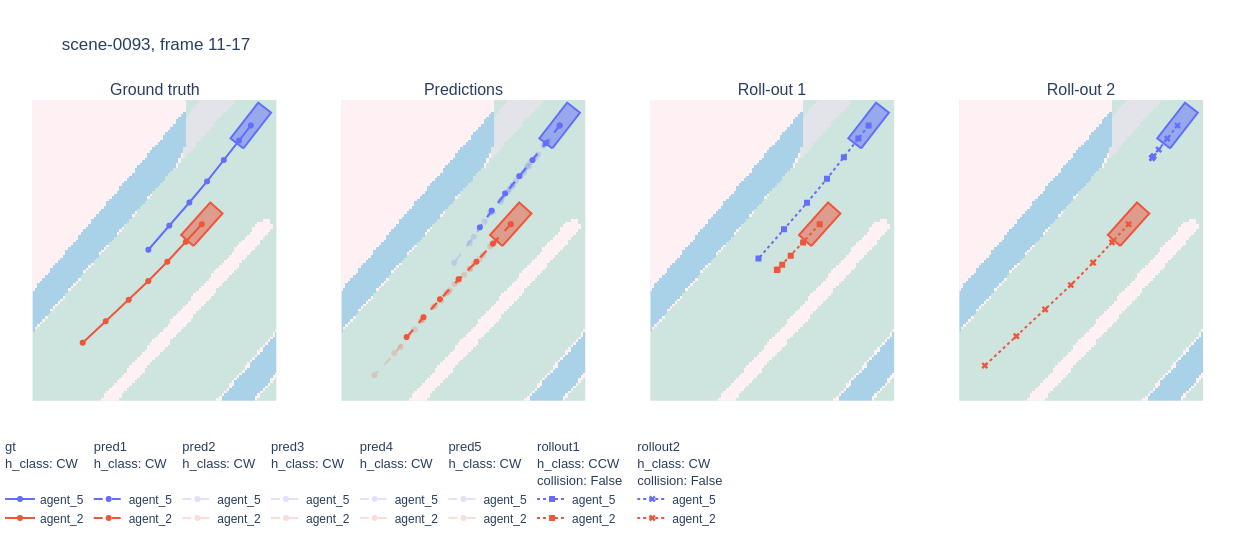 scene-0093, frame 11-17
Ground truth
Predictions
Roll-out 1
Roll-out 2
gt
h_class: CW
agent_5
agent_2
pred1
h_class: CW
agent_5
agent_2
pred2
h_class: CW
agent_5
agent_2
pred3
h_class: CW
agent_5
agent_2
pred4
h_class: CW
agent_5
agent_2
pred5
h_class: CW
agent_5
agent_2
rollout1
h_class: CCW
collision: False
agent_5
agent_2
rollout2
h_class: CW
collision: False
agent_5
agent_2